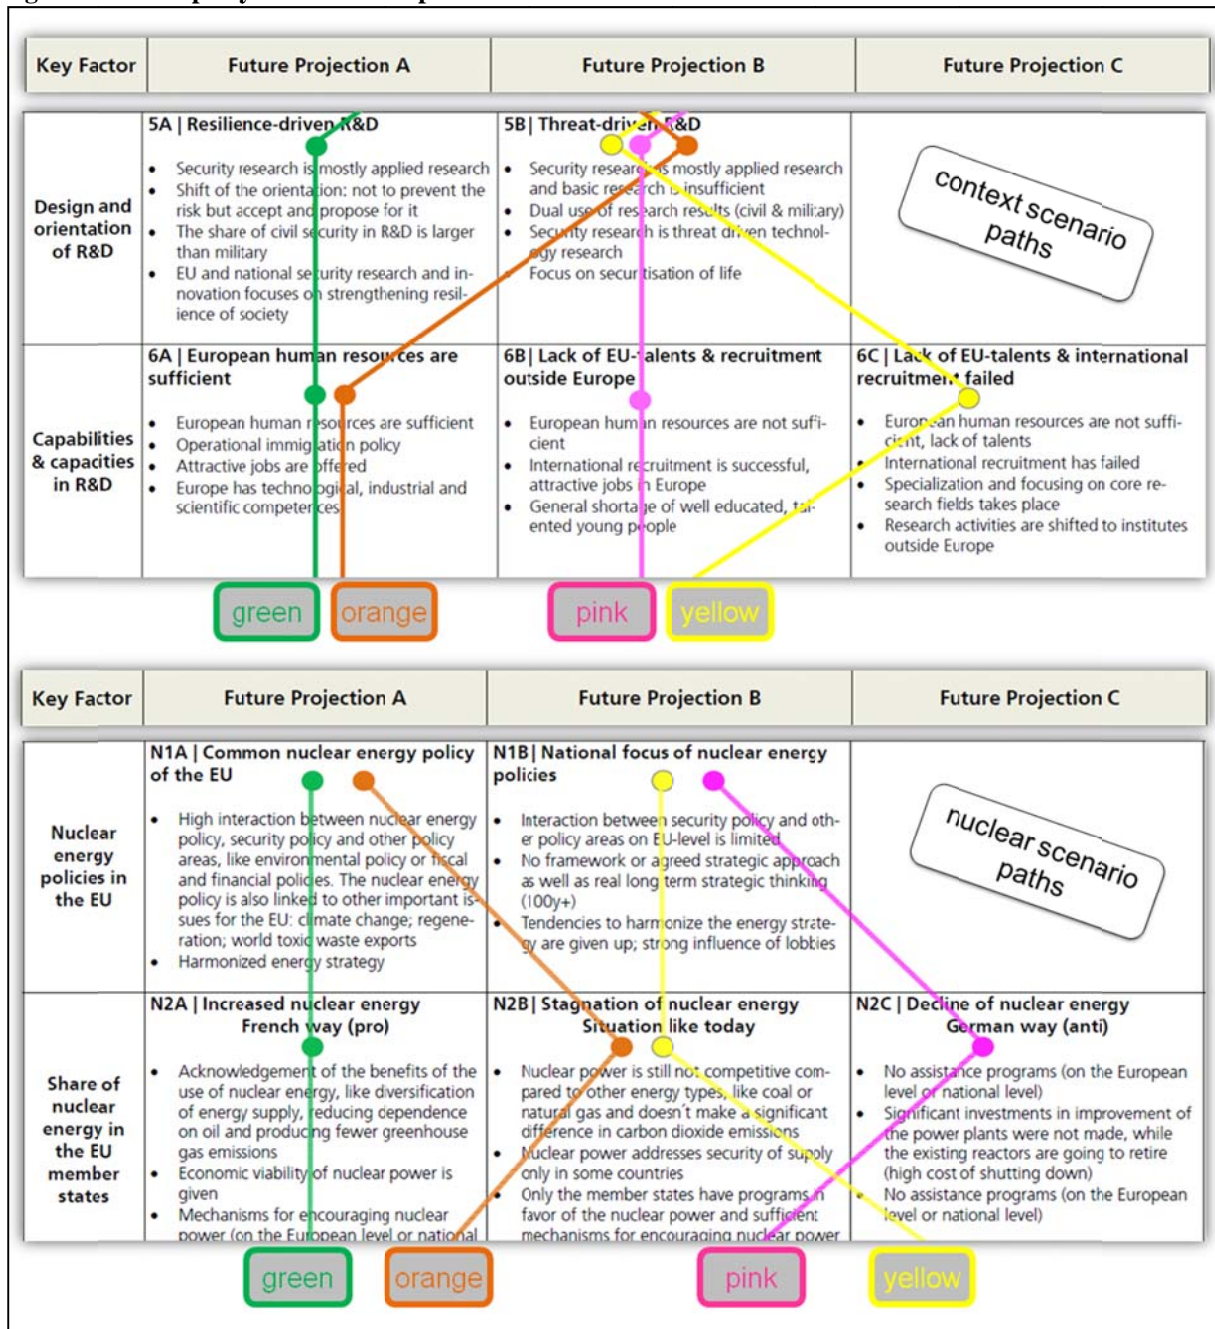 Key Factor
Future Projection A
Future Projection B
Future Projection C
Design and
orientation
of R&D
5A | Resilience-driven R&D
• Security research is mostly applied research
• Shift of the orientation: not to prevent the
risk but accept and propose for it
• The share of civil security in R&D is larger
than military
• EU and national security research and in-
novation focuses on strengthening resil-
ience of society
5B| Threat-driven R&D
• Security research is mostly applied research
and basic research is insufficient
• Dual use of research results (civil & military)
• Security research is threat driven technol-
ogy research
• Focus on securitisation of life
context scenario
paths
Capabilities
& capacities
in R&D
6A | European human resources are
sufficient
• European human resources are sufficient
• Operational immigration policy
• Attractive jobs are offered
• Europe has technological, industrial and
scientific competences
6B| Lack of EU-talents & recruitment
outside Europe
• European human resources are not suffi-
cient
• International recruitment is successful,
attractive jobs in Europe
• General shortage of well educated, tal-
ented young people
6C | Lack of EU-talents & international
recruitment failed
• European human resources are not suffi-
cient, lack of talents
• International recruitment has failed
• Specialization and focusing on core re-
search fields takes place
• Research activities are shifted to institutes
outside Europe
green
orange
pink
yellow
Key Factor
Future Projection A
Future Projection B
Future Projection C
Nuclear
energy
policies in
the EU
N1A | Common nuclear energy policy
of the EU
• High interaction between nuclear energy
policy, security policy and other policy
areas, like environmental policy or fiscal
and financial policies. The nuclear energy
policy is also linked to other important is-
sues for the EU: climate change; regene-
ration; world toxic waste exports
• Harmonized energy strategy
N1B| National focus of nuclear energy
policies
• Interaction between security policy and oth-
er policy areas on EU-level is limited
• No framework or agreed strategic approach
as well as real long term strategic thinking
(100y+)
• Tendencies to harmonize the energy strate-
gy are given up; strong influence of lobbies
nuclear scenario
paths
Share of
nuclear
energy in
the EU
member
states
N2A | Increased nuclear energy
French way (pro)
• Acknowledgement of the benefits of the
use of nuclear energy, like diversification
of energy supply, reducing dependence
on oil and producing fewer greenhouse
gas emissions
• Economic viability of nuclear power is
given
• Mechanisms for encouraging nuclear
power (on the European level or national
N2B| Stagnation of nuclear energy
Situation like today
• Nuclear power is still not competitive com-
pared to other energy types, like coal or
natural gas and doesn´t make a significant
difference in carbon dioxide emissions
• Nuclear power addresses security of supply
only in some countries
• Only the member states have programs in
favor of the nuclear power and sufficient
mechanisms for encouraging nuclear power
N2C | Decline of nuclear energy
German way (anti)
• No assistance programs (on the European
level or national level)
• Significant investments in improvement of
the power plants were not made, while
the existing reactors are going to retire
(high cost of shutting down)
• No assistance programs (on the European
level or national level)
green
orange
pink
yellow